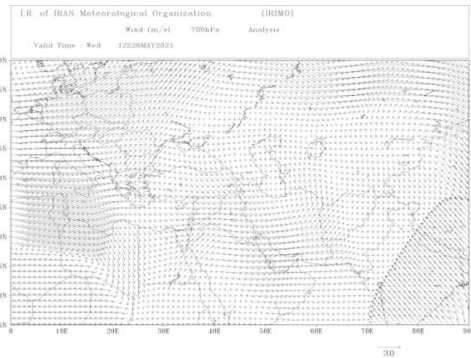 I.R. of IRAN Meteorological Organization (IRIMO)
Wind (m/s) 700hPa Analysis
Valid Time : Wed 12Z26MAY2021
0 10E 20E 30E 40E 50E 60E 70E 80E 90
30